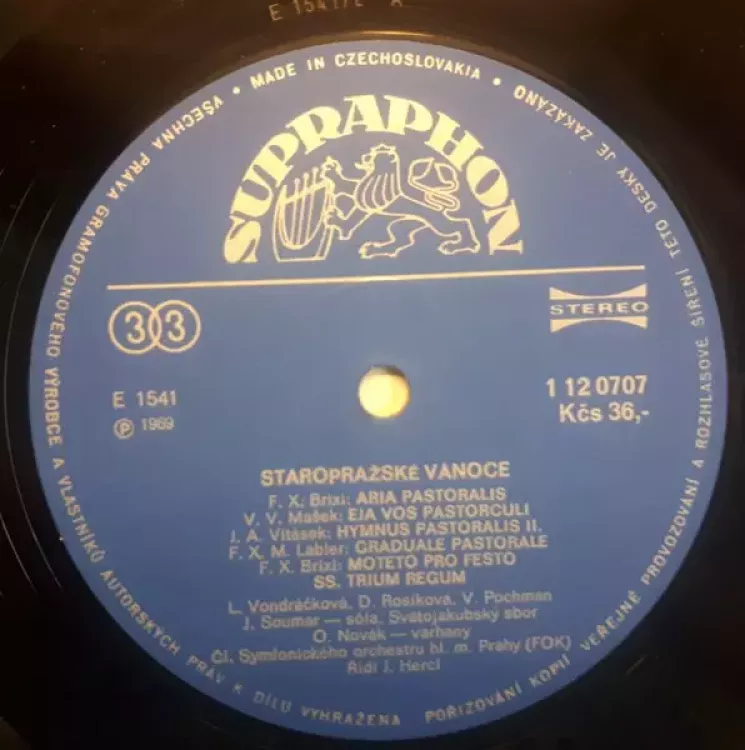 E 1541/2 A
VŠECHNA PRÁVA GRAMOFONOVÉHO VÝROBCE A VLASTNÍKŮ AUTORSKÝCH PRÁV K DÍLU VYHRAŽENA
• MADE IN CZECHOSLOVAKIA •
POŘIZOVÁNÍ KOPIÍ VEŘEJNÉ PROVOZOVÁNÍ A ROZHLASOVÉ ŠÍŘENÍ TÉTO DESKY JE ZAKÁZÁNO
SUPRAPHON
33
STEREO
E 1541
Ⓟ 1969
1 12 0707
Kčs 36,-
STAROPRAŽSKÉ VÁNOCE
F. X. Brixi: ARIA PASTORALIS
V. V. Mašek: EJA VOS PASTORCULI
J. A. Vitásek: HYMNUS PASTORALIS II.
F. X. M. Labler: GRADUALE PASTORALE
F. X. Brixi: MOTETO PRO FESTO
SS. TRIUM REGUM
L. Vondráčková, D. Rosíková, V. Pochman
J. Soumar — sóla, Svatojakubský sbor
O. Novák — varhany
Čl. Symfonického orchestru hl. m. Prahy (FOK)
Řídí J. Hercl